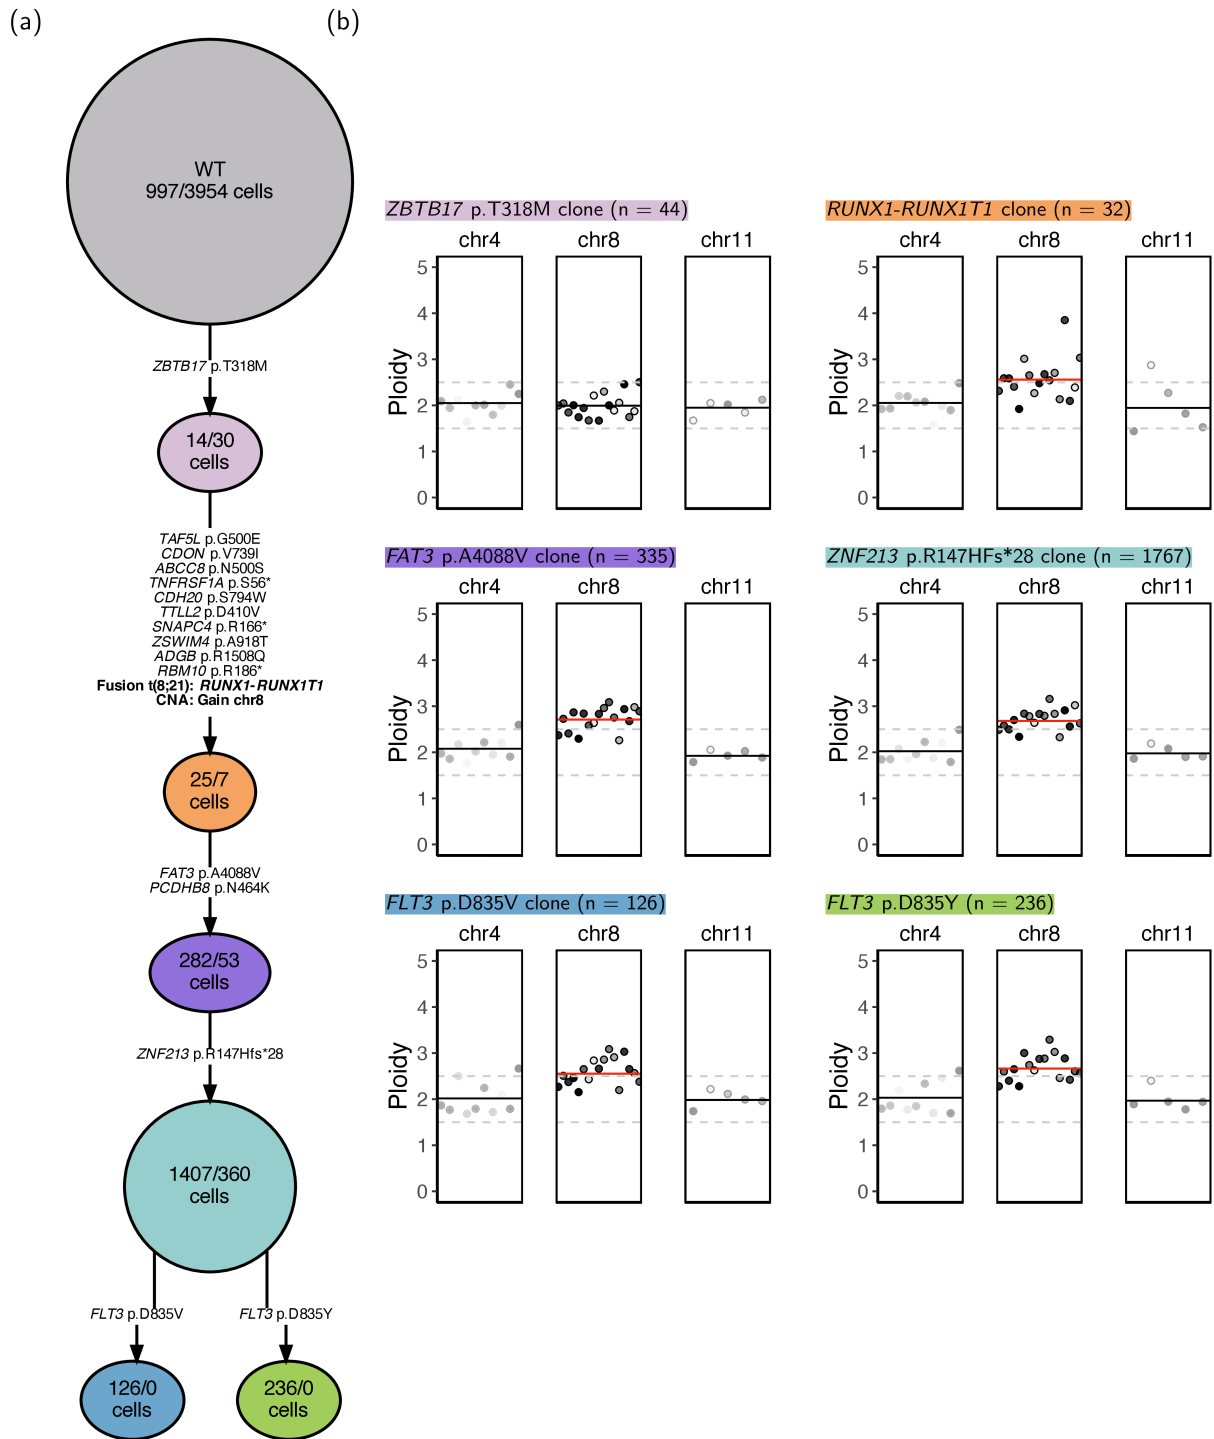 (a)
(b)
WT
997/3954 cells
ZBTB17 p.T318M
14/30
cells
TAF5L p.G500E
CDON p.V739I
ABCC8 p.N500S
TNFRSF1A p.S56*
CDH20 p.S794W
TTLL2 p.D410V
SNAPC4 p.R166*
ZSWIM4 p.A918T
ADGB p.R1508Q
RBM10 p.R186*
Fusion t(8;21): RUNX1-RUNX1T1
CNA: Gain chr8
25/7
cells
FAT3 p.A4088V
PCDHB8 p.N464K
282/53
cells
ZNF213 p.R147Hfs*28
1407/360
cells
FLT3 p.D835V
FLT3 p.D835Y
126/0
cells
236/0
cells
ZBTB17 p.T318M clone (n = 44)
chr4 chr8 chr11
Ploidy
5
4
3
2
1
0
RUNX1-RUNX1T1 clone (n = 32)
chr4 chr8 chr11
Ploidy
5
4
3
2
1
0
FAT3 p.A4088V clone (n = 335)
chr4 chr8 chr11
Ploidy
5
4
3
2
1
0
ZNF213 p.R147HFs*28 clone (n = 1767)
chr4 chr8 chr11
Ploidy
5
4
3
2
1
0
FLT3 p.D835V clone (n = 126)
chr4 chr8 chr11
Ploidy
5
4
3
2
1
0
FLT3 p.D835Y (n = 236)
chr4 chr8 chr11
Ploidy
5
4
3
2
1
0